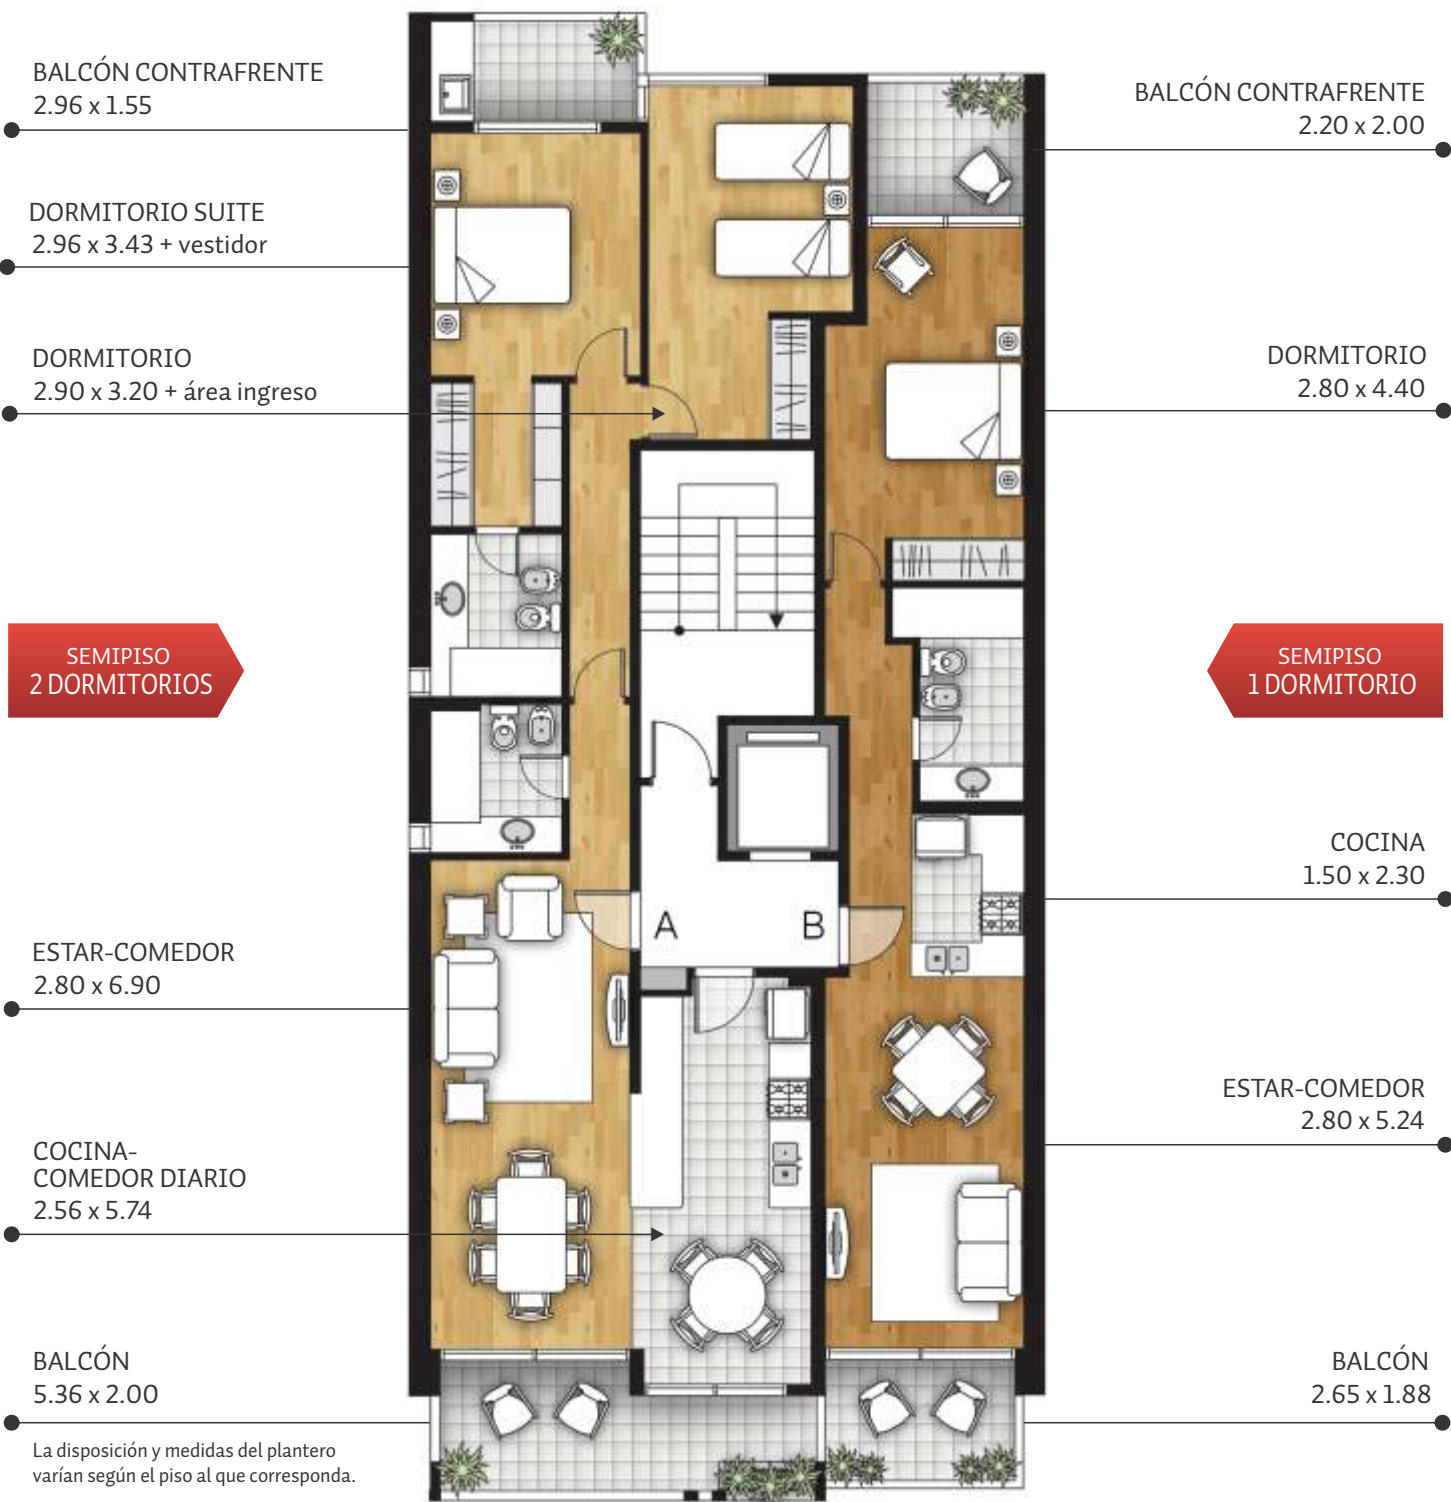 BALCÓN CONTRAFRENTE
2.96 x 1.55
DORMITORIO SUITE
2.96 x 3.43 + vestidor
DORMITORIO
2.90 x 3.20 + área ingreso
SEMIPISO
2 DORMITORIOS
ESTAR-COMEDOR
2.80 x 6.90
COCINA-
COMEDOR DIARIO
2.56 x 5.74
BALCÓN
5.36 x 2.00
La disposición y medidas del plantero
varían según el piso al que corresponda.
A
B
BALCÓN CONTRAFRENTE
2.20 x 2.00
DORMITORIO
2.80 x 4.40
SEMIPISO
1 DORMITORIO
COCINA
1.50 x 2.30
ESTAR-COMEDOR
2.80 x 5.24
BALCÓN
2.65 x 1.88